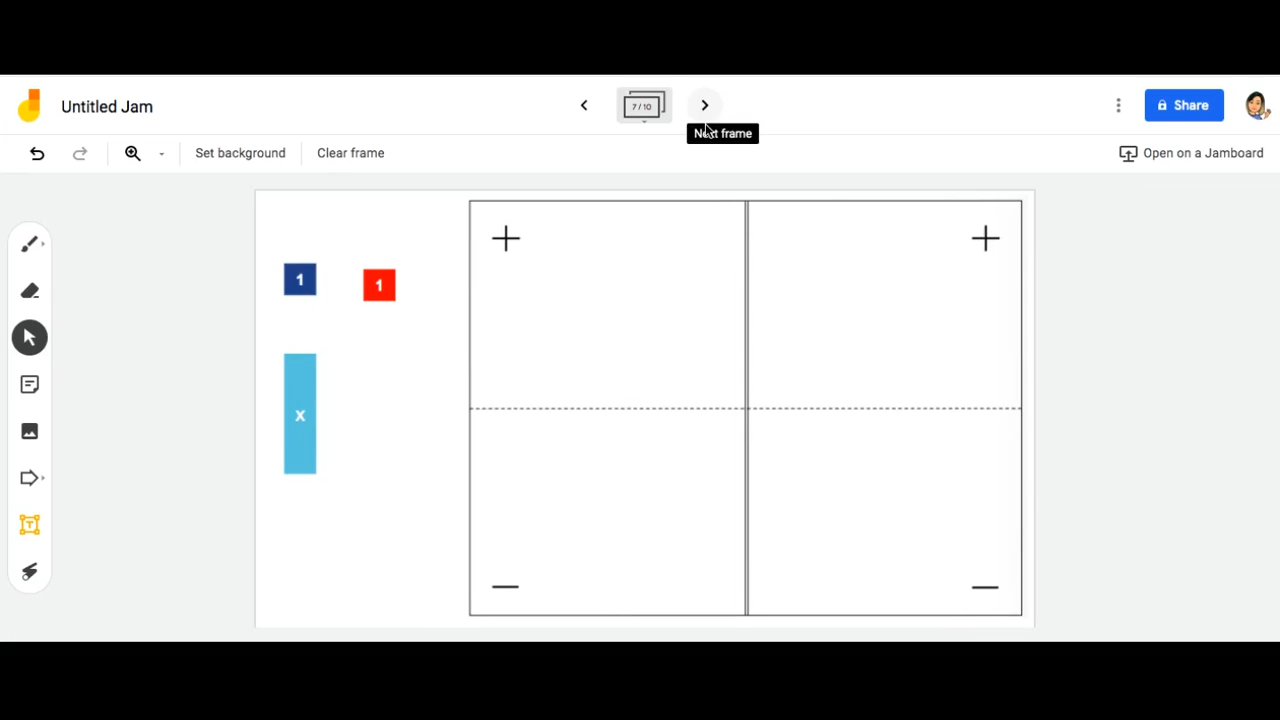 Untitled Jam
7 / 10
Share
Next frame
Set background
Clear frame
Open on a Jamboard
+
+
1
1
x
−
−